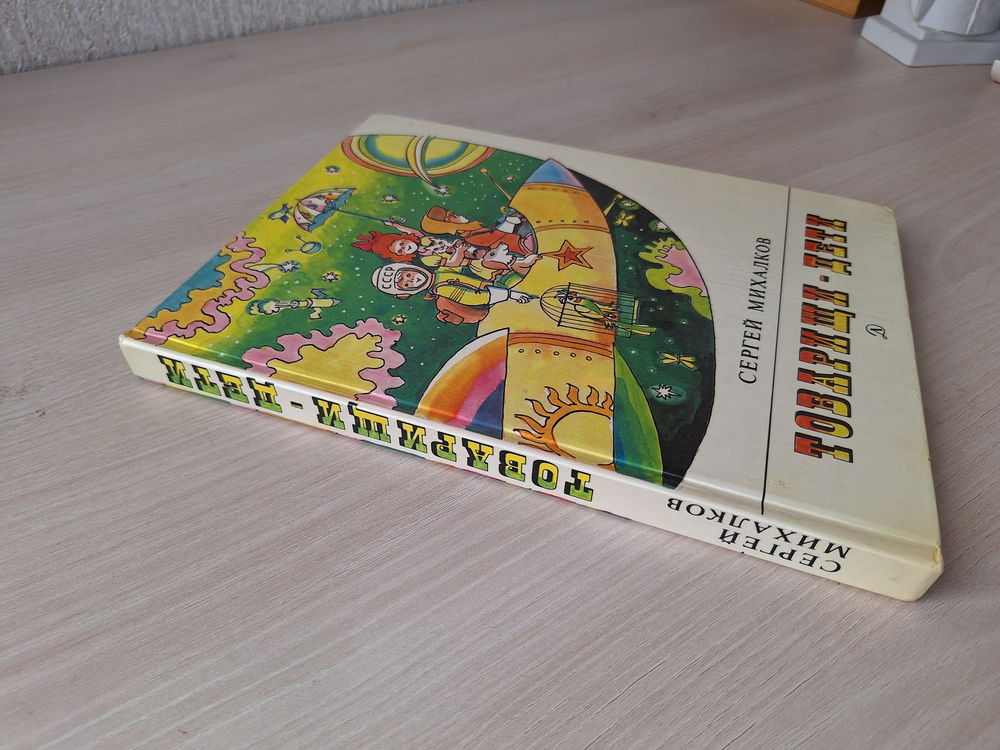 СЕРГЕЙ МИХАЛКОВ
ТОВАРИЩИ-ДЕТИ
Д
СССР
СЕРГЕЙ
МИХАЛКОВ
ТОВАРИЩИ - ДЕТИ